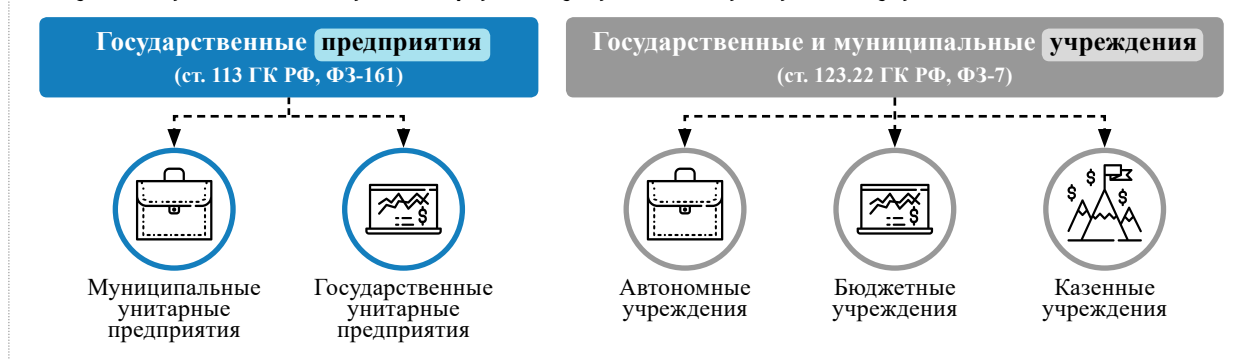 Государственные предприятия
(ст. 113 ГК РФ, ФЗ-161)
Государственные и муниципальные учреждения
(ст. 123.22 ГК РФ, ФЗ-7)
Муниципальные
унитарные
предприятия
Государственные
унитарные
предприятия
Автономные
учреждения
Бюджетные
учреждения
Казенные
учреждения